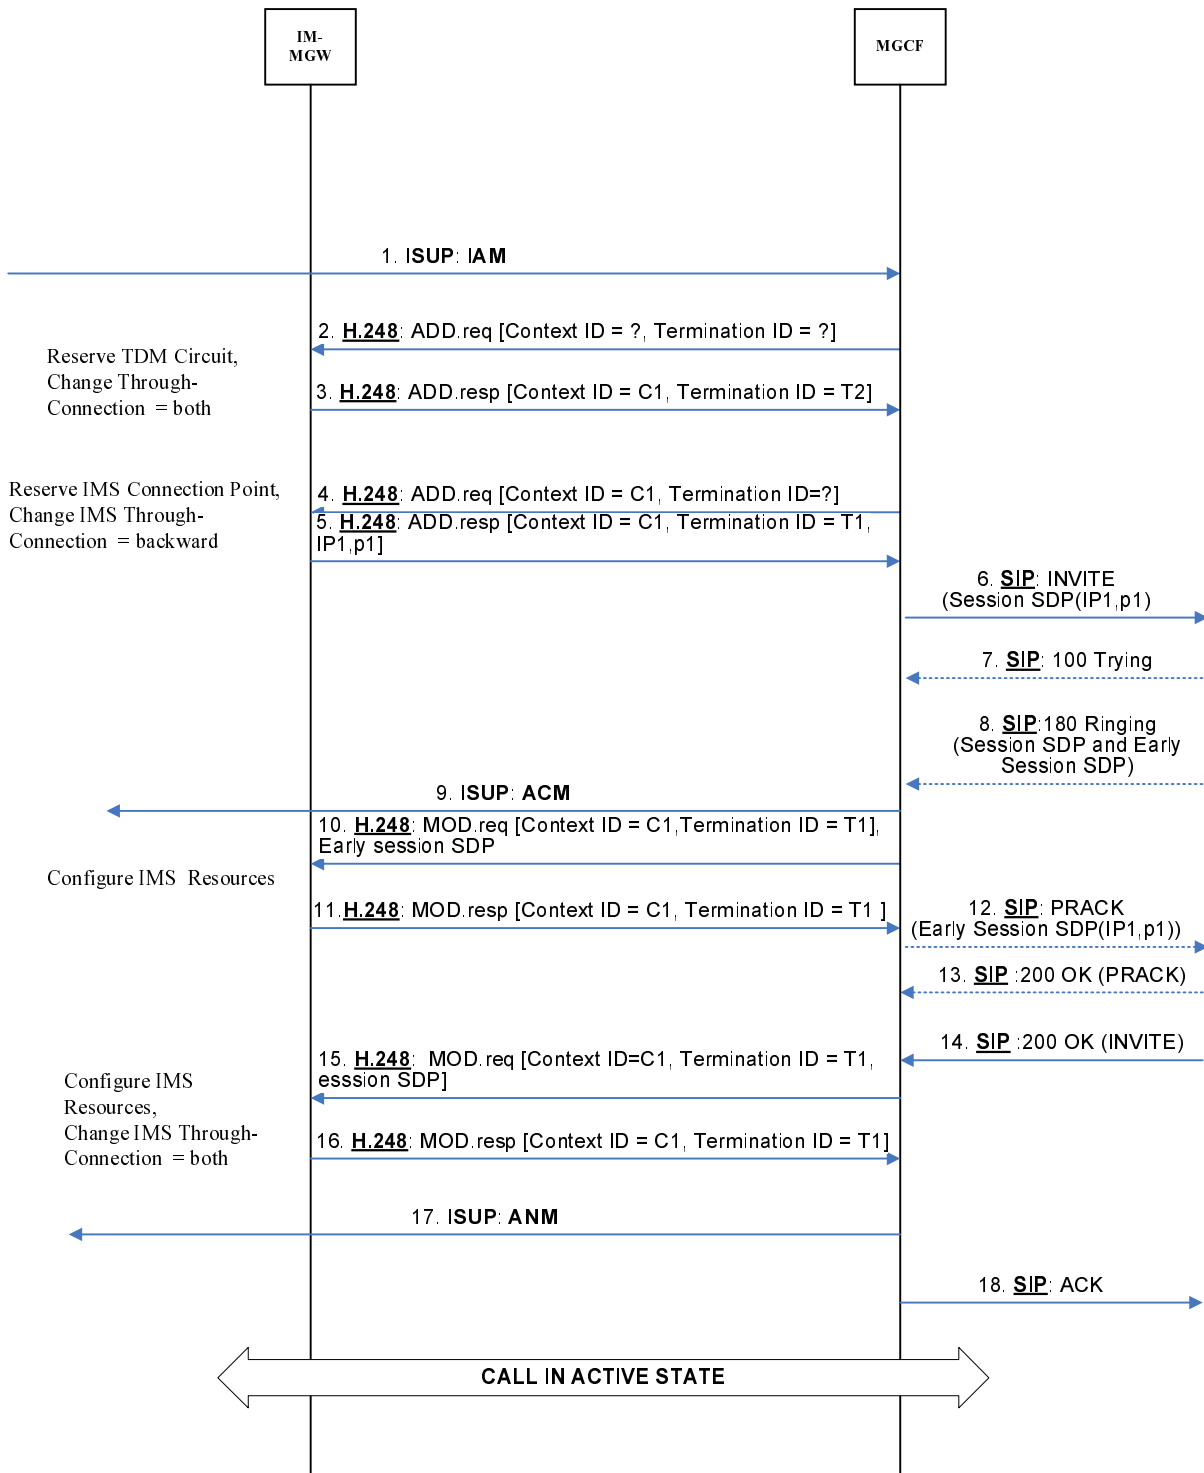 IM-
MGW
MGCF
1. ISUP: IAM
2. H.248: ADD.req [Context ID = ?, Termination ID = ?]
Reserve TDM Circuit,
Change Through-
Connection = both
3. H.248: ADD.resp [Context ID = C1, Termination ID = T2]
Reserve IMS Connection Point,
Change IMS Through-
Connection = backward
4. H.248: ADD.req [Context ID = C1, Termination ID=?]
5. H.248: ADD.resp [Context ID = C1, Termination ID = T1,
IP1,p1]
6. SIP: INVITE
(Session SDP(IP1,p1)
7. SIP: 100 Trying
8. SIP:180 Ringing
(Session SDP and Early
Session SDP)
9. ISUP: ACM
10. H.248: MOD.req [Context ID = C1,Termination ID = T1],
Early session SDP
Configure IMS Resources
11.H.248: MOD.resp [Context ID = C1, Termination ID = T1 ]
12. SIP: PRACK
(Early Session SDP(IP1,p1))
13. SIP :200 OK (PRACK)
14. SIP :200 OK (INVITE)
15. H.248: MOD.req [Context ID=C1, Termination ID = T1,
esssion SDP]
Configure IMS
Resources,
Change IMS Through-
Connection = both
16. H.248: MOD.resp [Context ID = C1, Termination ID = T1]
17. ISUP: ANM
18. SIP: ACK
CALL IN ACTIVE STATE